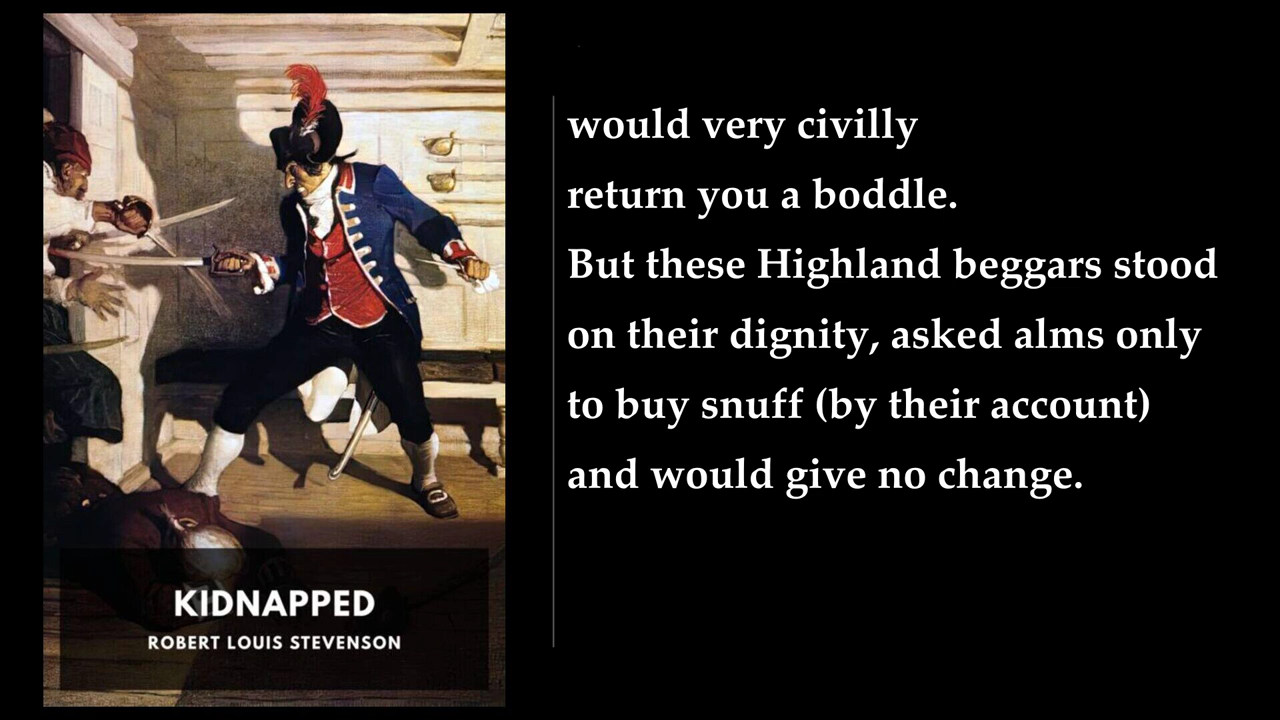 KIDNAPPED
ROBERT LOUIS STEVENSON
would very civilly
return you a boddle.
But these Highland beggars stood
on their dignity, asked alms only
to buy snuff (by their account)
and would give no change.